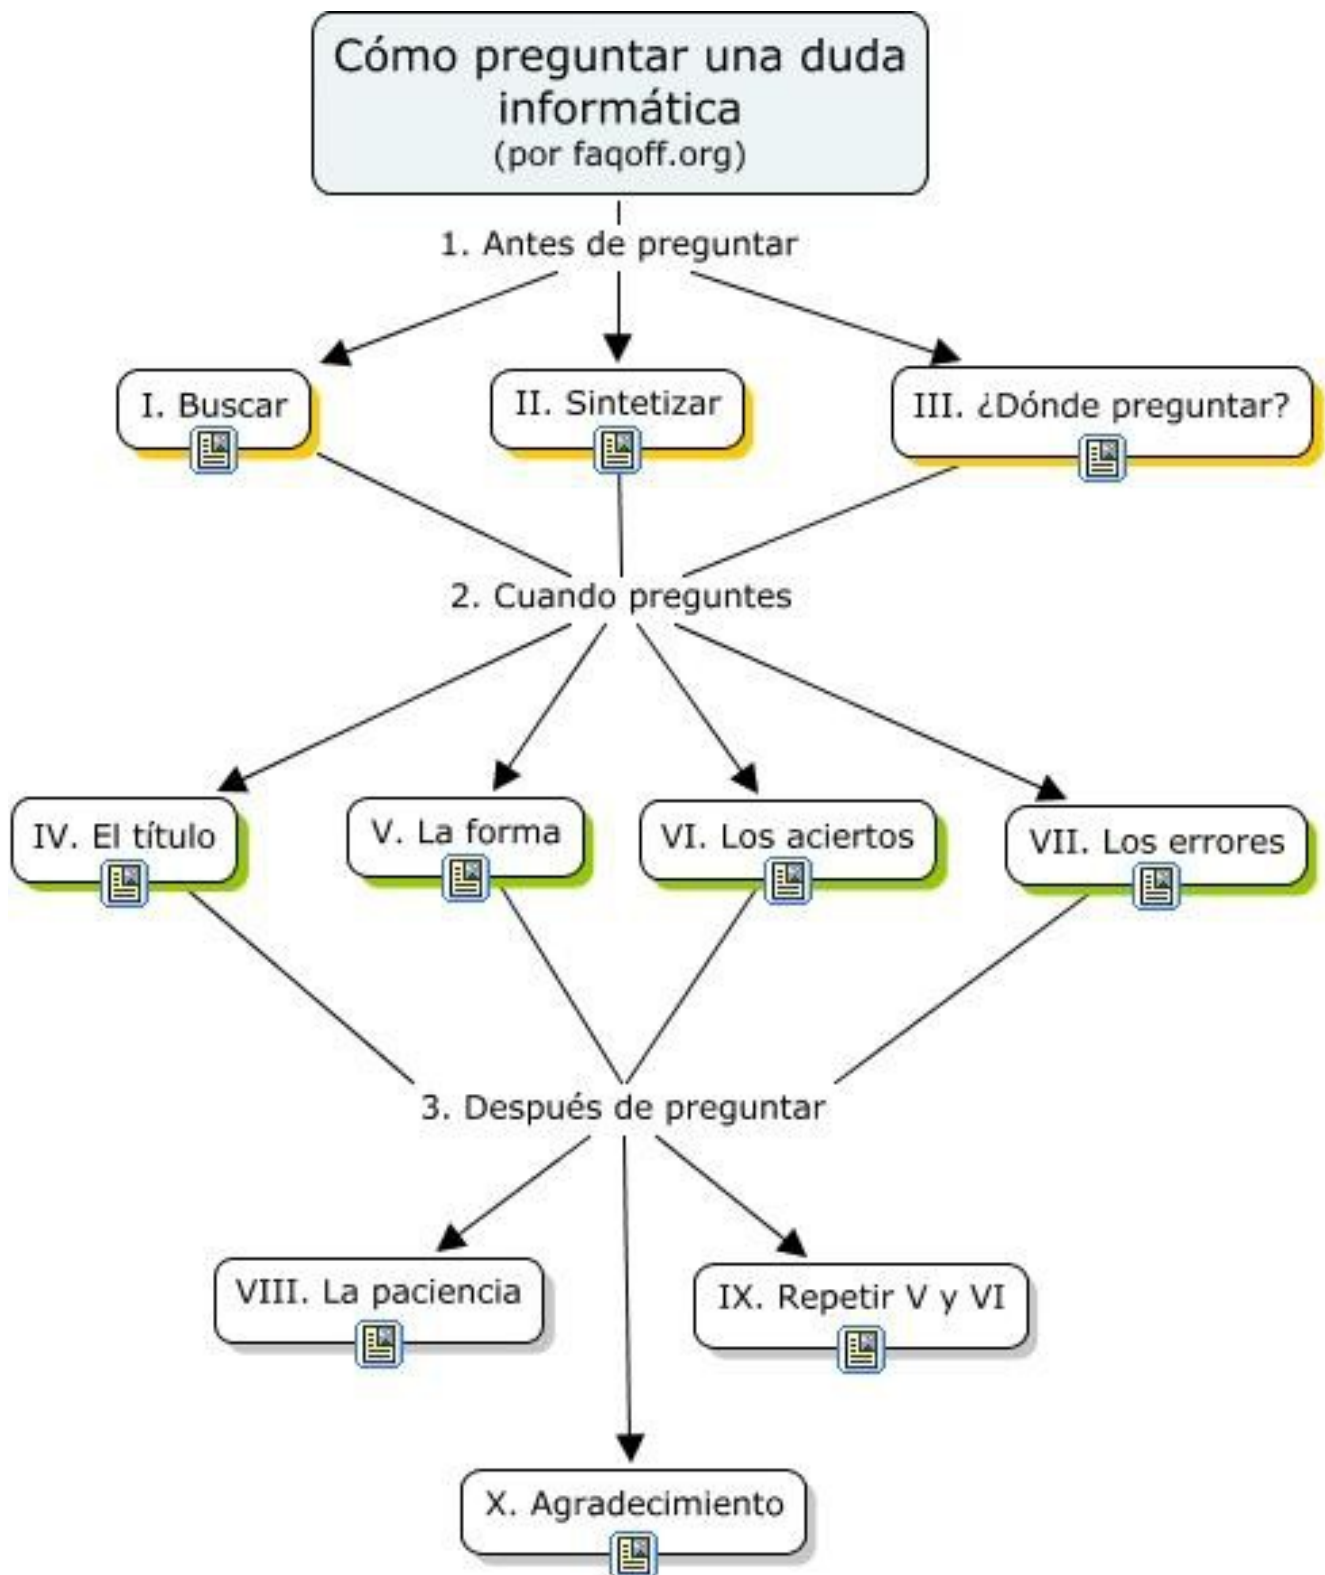 Cómo preguntar una duda
informática
(por faqoff.org)
1. Antes de preguntar
I. Buscar
II. Sintetizar
III. ¿Dónde preguntar?
2. Cuando preguntes
IV. El título
V. La forma
VI. Los aciertos
VII. Los errores
3. Después de preguntar
VIII. La paciencia
IX. Repetir V y VI
X. Agradecimiento